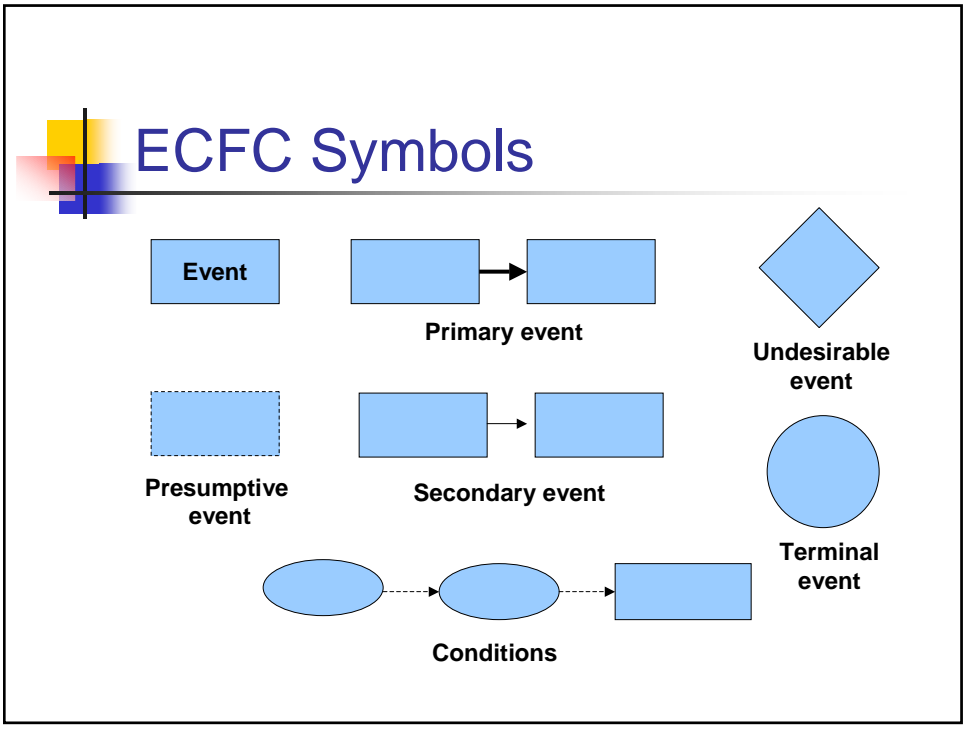 ECFC Symbols
Event
Primary event
Undesirable
event
Presumptive
event
Secondary event
Terminal
event
Conditions